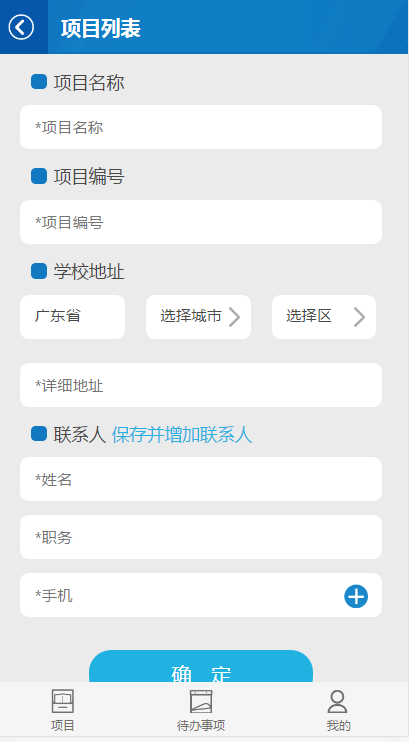 项目列表
项目名称
*项目名称
项目编号
*项目编号
学校地址
广东省 选择城市 选择区
*详细地址
联系人 保存并增加联系人
*姓名
*职务
*手机
确 定
项目 待办事项 我的